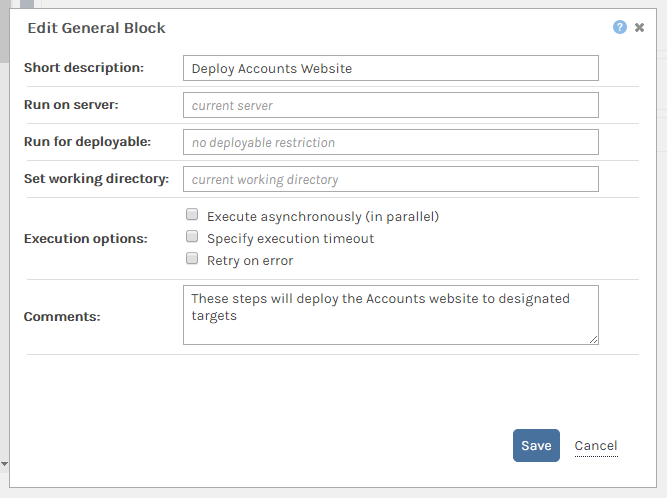 Edit General Block
Short description: Deploy Accounts Website
Run on server: current server
Run for deployable: no deployable restriction
Set working directory: current working directory
Execution options:
Execute asynchronously (in parallel)
Specify execution timeout
Retry on error
Comments:
These steps will deploy the Accounts website to designated
targets
Save Cancel